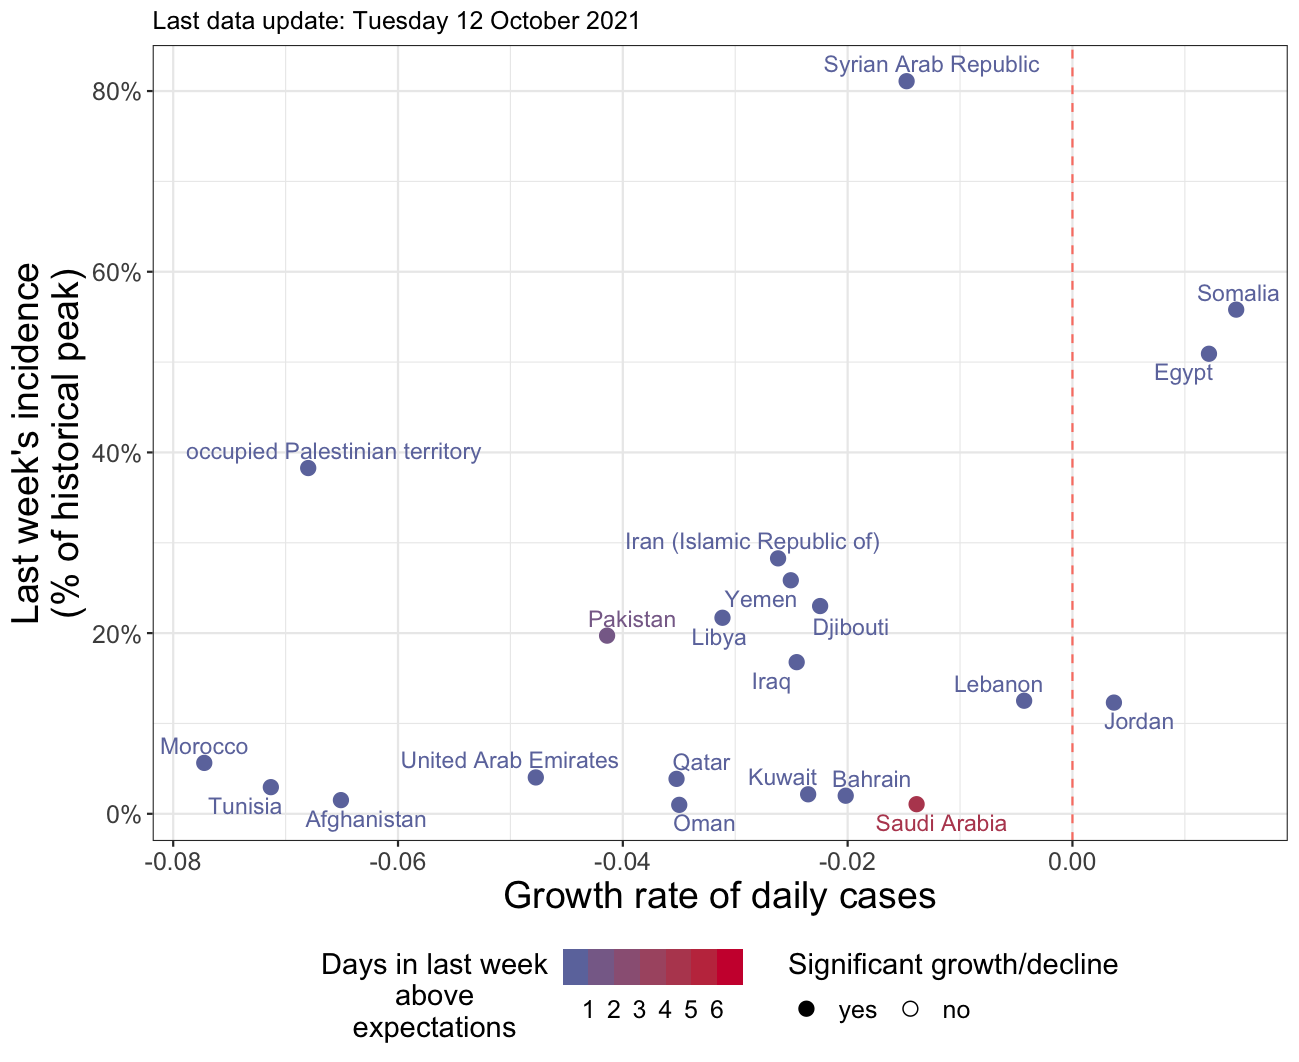 Last data update: Tuesday 12 October 2021
Last week's incidence
(% of historical peak)
80%
60%
40%
20%
0%
Syrian Arab Republic
Somalia
Egypt
occupied Palestinian territory
Iran (Islamic Republic of)
Yemen
Pakistan
Libya
Djibouti
Iraq
Lebanon
Jordan
Morocco
United Arab Emirates
Qatar
Kuwait
Bahrain
Tunisia
Afghanistan
Oman
Saudi Arabia
-0.08 -0.06 -0.04 -0.02 0.00
Growth rate of daily cases
Days in last week
above
expectations
1 2 3 4 5 6
Significant growth/decline
yes no